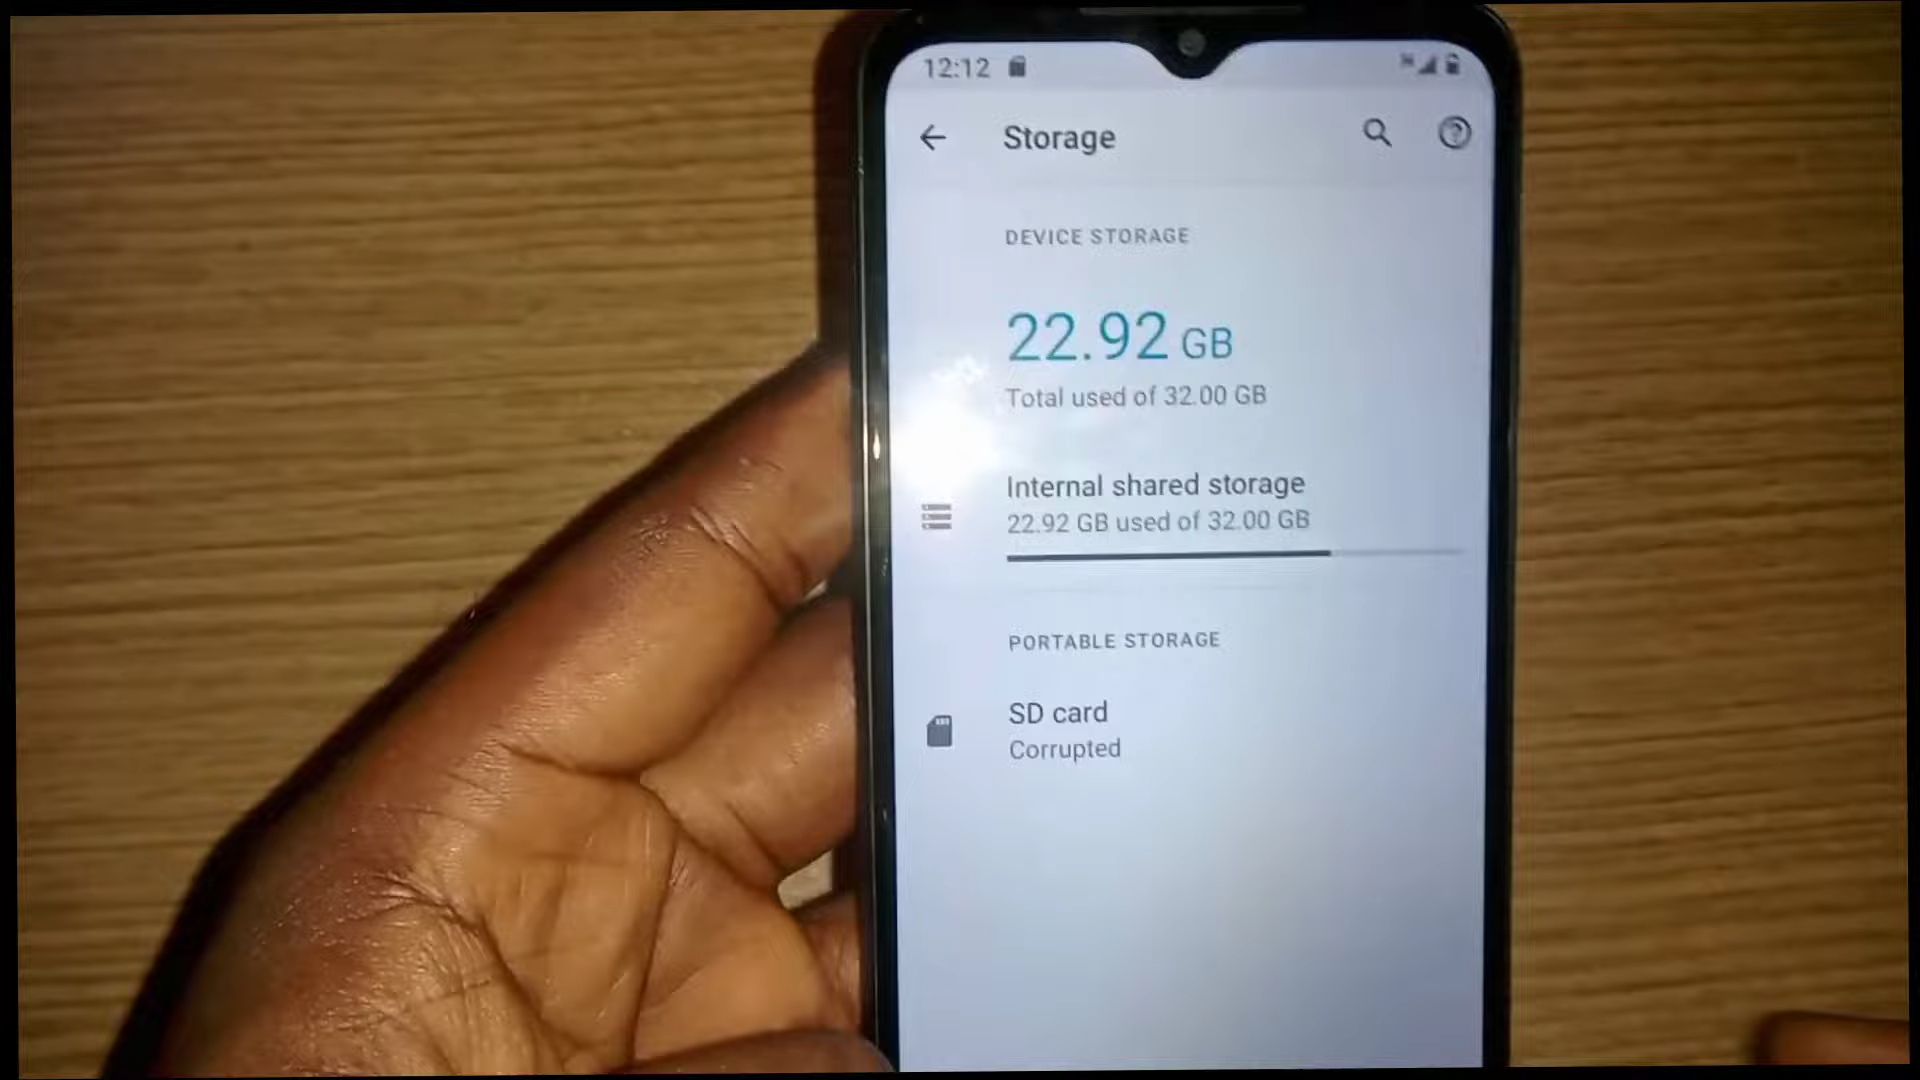 12:12
Storage
DEVICE STORAGE
22.92 GB
Total used of 32.00 GB
Internal shared storage
22.92 GB used of 32.00 GB
PORTABLE STORAGE
SD card
Corrupted